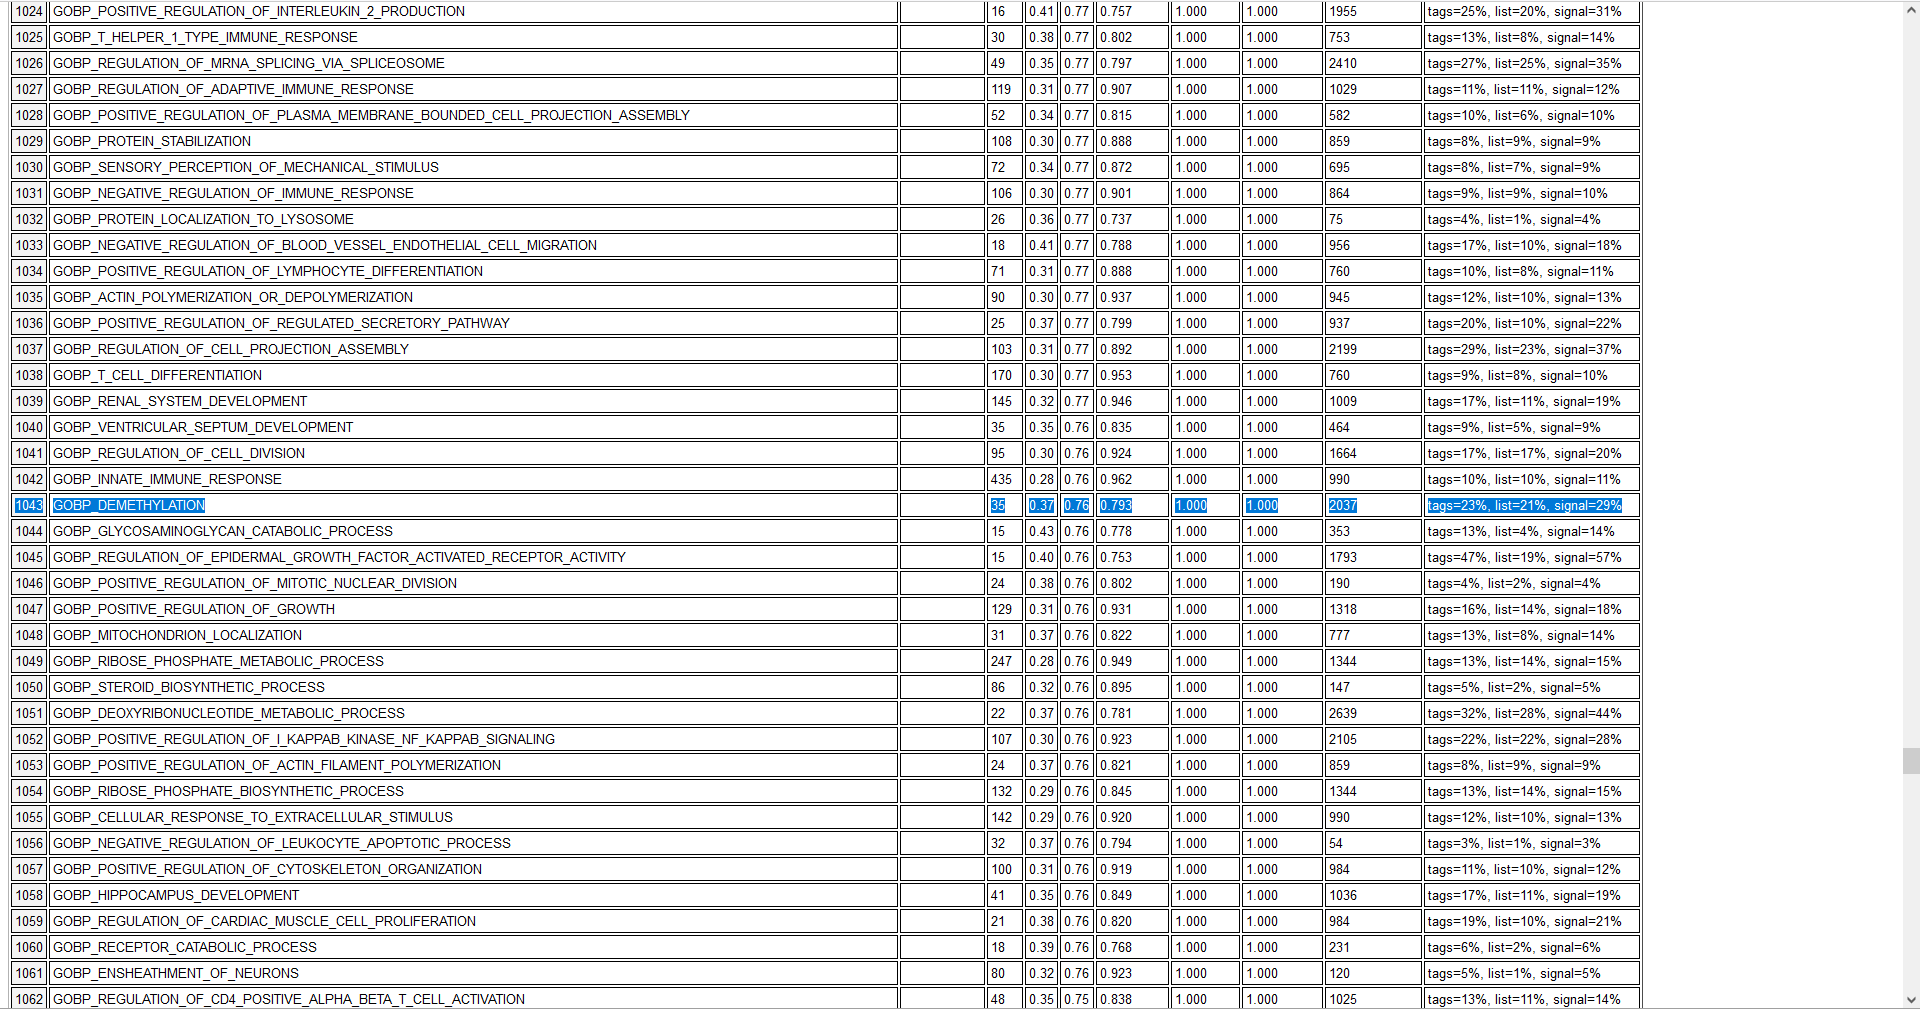 1024 GOBP_POSITIVE_REGULATION_OF_INTERLEUKIN_2_PRODUCTION 16 0.41 0.77 0.757 1.000 1.000 1955 tags=25%, list=20%, signal=31%
1025 GOBP_T_HELPER_1_TYPE_IMMUNE_RESPONSE 30 0.38 0.77 0.802 1.000 1.000 753 tags=13%, list=8%, signal=14%
1026 GOBP_REGULATION_OF_MRNA_SPLICING_VIA_SPLICEOSOME 49 0.35 0.77 0.797 1.000 1.000 2410 tags=27%, list=25%, signal=35%
1027 GOBP_REGULATION_OF_ADAPTIVE_IMMUNE_RESPONSE 119 0.31 0.77 0.907 1.000 1.000 1029 tags=11%, list=11%, signal=12%
1028 GOBP_POSITIVE_REGULATION_OF_PLASMA_MEMBRANE_BOUNDED_CELL_PROJECTION_ASSEMBLY 52 0.34 0.77 0.815 1.000 1.000 582 tags=10%, list=6%, signal=10%
1029 GOBP_PROTEIN_STABILIZATION 108 0.30 0.77 0.888 1.000 1.000 859 tags=8%, list=9%, signal=9%
1030 GOBP_SENSORY_PERCEPTION_OF_MECHANICAL_STIMULUS 72 0.34 0.77 0.872 1.000 1.000 695 tags=8%, list=7%, signal=9%
1031 GOBP_NEGATIVE_REGULATION_OF_IMMUNE_RESPONSE 106 0.30 0.77 0.901 1.000 1.000 864 tags=9%, list=9%, signal=10%
1032 GOBP_PROTEIN_LOCALIZATION_TO_LYSOSOME 26 0.36 0.77 0.737 1.000 1.000 75 tags=4%, list=1%, signal=4%
1033 GOBP_NEGATIVE_REGULATION_OF_BLOOD_VESSEL_ENDOTHELIAL_CELL_MIGRATION 18 0.41 0.77 0.788 1.000 1.000 956 tags=17%, list=10%, signal=18%
1034 GOBP_POSITIVE_REGULATION_OF_LYMPHOCYTE_DIFFERENTIATION 71 0.31 0.77 0.888 1.000 1.000 760 tags=10%, list=8%, signal=11%
1035 GOBP_ACTIN_POLYMERIZATION_OR_DEPOLYMERIZATION 90 0.30 0.77 0.937 1.000 1.000 945 tags=12%, list=10%, signal=13%
1036 GOBP_POSITIVE_REGULATION_OF_REGULATED_SECRETORY_PATHWAY 25 0.37 0.77 0.799 1.000 1.000 937 tags=20%, list=10%, signal=22%
1037 GOBP_REGULATION_OF_CELL_PROJECTION_ASSEMBLY 103 0.31 0.77 0.892 1.000 1.000 2199 tags=29%, list=23%, signal=37%
1038 GOBP_T_CELL_DIFFERENTIATION 170 0.30 0.77 0.953 1.000 1.000 760 tags=9%, list=8%, signal=10%
1039 GOBP_RENAL_SYSTEM_DEVELOPMENT 145 0.32 0.77 0.946 1.000 1.000 1009 tags=17%, list=11%, signal=19%
1040 GOBP_VENTRICULAR_SEPTUM_DEVELOPMENT 35 0.35 0.76 0.835 1.000 1.000 464 tags=9%, list=5%, signal=9%
1041 GOBP_REGULATION_OF_CELL_DIVISION 95 0.30 0.76 0.924 1.000 1.000 1664 tags=17%, list=17%, signal=20%
1042 GOBP_INNATE_IMMUNE_RESPONSE 435 0.28 0.76 0.962 1.000 1.000 990 tags=10%, list=10%, signal=11%
1043 GOBP_DEMETHYLATION 35 0.37 0.76 0.793 1.000 1.000 2037 tags=23%, list=21%, signal=29%
1044 GOBP_GLYCOSAMINOGLYCAN_CATABOLIC_PROCESS 15 0.43 0.76 0.778 1.000 1.000 353 tags=13%, list=4%, signal=14%
1045 GOBP_REGULATION_OF_EPIDERMAL_GROWTH_FACTOR_ACTIVATED_RECEPTOR_ACTIVITY 15 0.40 0.76 0.753 1.000 1.000 1793 tags=47%, list=19%, signal=57%
1046 GOBP_POSITIVE_REGULATION_OF_MITOTIC_NUCLEAR_DIVISION 24 0.38 0.76 0.802 1.000 1.000 190 tags=4%, list=2%, signal=4%
1047 GOBP_POSITIVE_REGULATION_OF_GROWTH 129 0.31 0.76 0.931 1.000 1.000 1318 tags=16%, list=14%, signal=18%
1048 GOBP_MITOCHONDRION_LOCALIZATION 31 0.37 0.76 0.822 1.000 1.000 777 tags=13%, list=8%, signal=14%
1049 GOBP_RIBOSE_PHOSPHATE_METABOLIC_PROCESS 247 0.28 0.76 0.949 1.000 1.000 1344 tags=13%, list=14%, signal=15%
1050 GOBP_STEROID_BIOSYNTHETIC_PROCESS 86 0.32 0.76 0.895 1.000 1.000 147 tags=5%, list=2%, signal=5%
1051 GOBP_DEOXYRIBONUCLEOTIDE_METABOLIC_PROCESS 22 0.37 0.76 0.781 1.000 1.000 2639 tags=32%, list=28%, signal=44%
1052 GOBP_POSITIVE_REGULATION_OF_I_KAPPAB_KINASE_NF_KAPPAB_SIGNALING 107 0.30 0.76 0.923 1.000 1.000 2105 tags=22%, list=22%, signal=28%
1053 GOBP_POSITIVE_REGULATION_OF_ACTIN_FILAMENT_POLYMERIZATION 24 0.37 0.76 0.821 1.000 1.000 859 tags=8%, list=9%, signal=9%
1054 GOBP_RIBOSE_PHOSPHATE_BIOSYNTHETIC_PROCESS 132 0.29 0.76 0.845 1.000 1.000 1344 tags=13%, list=14%, signal=15%
1055 GOBP_CELLULAR_RESPONSE_TO_EXTRACELLULAR_STIMULUS 142 0.29 0.76 0.920 1.000 1.000 990 tags=12%, list=10%, signal=13%
1056 GOBP_NEGATIVE_REGULATION_OF_LEUKOCYTE_APOPTOTIC_PROCESS 32 0.37 0.76 0.794 1.000 1.000 54 tags=3%, list=1%, signal=3%
1057 GOBP_POSITIVE_REGULATION_OF_CYTOSKELETON_ORGANIZATION 100 0.31 0.76 0.919 1.000 1.000 984 tags=11%, list=10%, signal=12%
1058 GOBP_HIPPOCAMPUS_DEVELOPMENT 41 0.35 0.76 0.849 1.000 1.000 1036 tags=17%, list=11%, signal=19%
1059 GOBP_REGULATION_OF_CARDIAC_MUSCLE_CELL_PROLIFERATION 21 0.38 0.76 0.820 1.000 1.000 984 tags=19%, list=10%, signal=21%
1060 GOBP_RECEPTOR_CATABOLIC_PROCESS 18 0.39 0.76 0.768 1.000 1.000 231 tags=6%, list=2%, signal=6%
1061 GOBP_ENSHEATHMENT_OF_NEURONS 80 0.32 0.76 0.923 1.000 1.000 120 tags=5%, list=1%, signal=5%
1062 GOBP_REGULATION_OF_CD4_POSITIVE_ALPHA_BETA_T_CELL_ACTIVATION 48 0.35 0.75 0.838 1.000 1.000 1025 tags=13%, list=11%, signal=14%